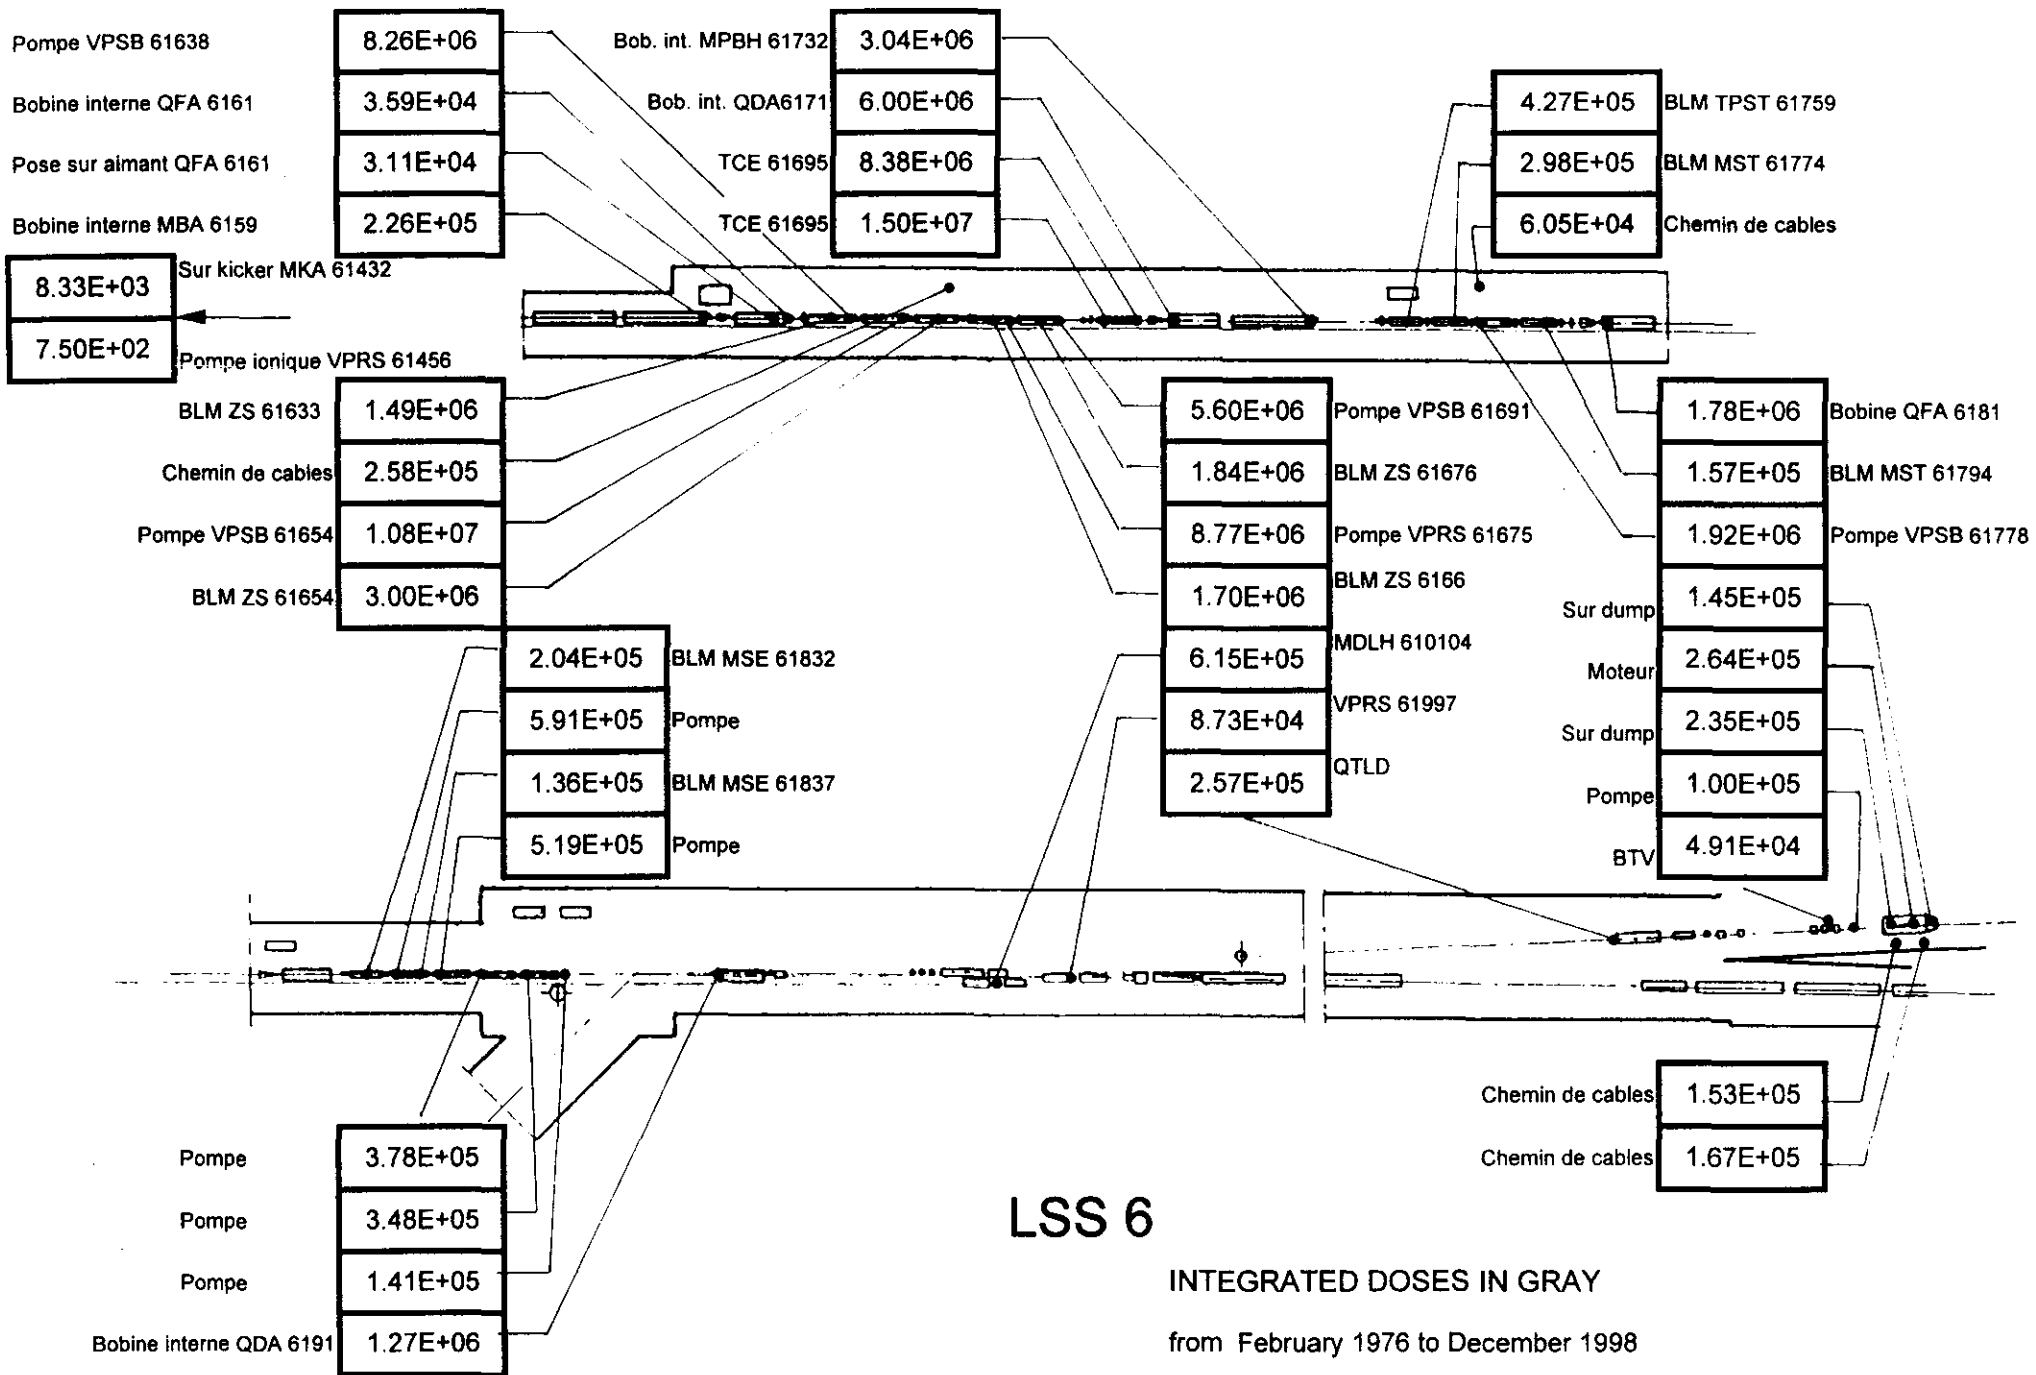 Pompe VPSB 61638 8.26E+06
Bobine interne QFA 6161 3.59E+04
Pose sur aimant QFA 6161 3.11E+04
Bobine interne MBA 6159 2.26E+05
Bob. int. MPBH 61732 3.04E+06
Bob. int. QDA6171 6.00E+06
TCE 61695 8.38E+06
TCE 61695 1.50E+07
4.27E+05 BLM TPST 61759
2.98E+05 BLM MST 61774
6.05E+04 Chemin de cables
8.33E+03 Sur kicker MKA 61432
7.50E+02 Pompe ionique VPRS 61456
BLM ZS 61633 1.49E+06
Chemin de cables 2.58E+05
Pompe VPSB 61654 1.08E+07
BLM ZS 61654 3.00E+06
5.60E+06 Pompe VPSB 61691
1.84E+06 BLM ZS 61676
8.77E+06 Pompe VPRS 61675
1.70E+06 BLM ZS 6166
6.15E+05 MDLH 610104
8.73E+04 VPRS 61997
2.57E+05 QTLD
1.78E+06 Bobine QFA 6181
1.57E+05 BLM MST 61794
1.92E+06 Pompe VPSB 61778
Sur dump 1.45E+05
Moteur 2.64E+05
Sur dump 2.35E+05
Pompe 1.00E+05
BTV 4.91E+04
2.04E+05 BLM MSE 61832
5.91E+05 Pompe
1.36E+05 BLM MSE 61837
5.19E+05 Pompe
Chemin de cables 1.53E+05
Chemin de cables 1.67E+05
Pompe 3.78E+05
Pompe 3.48E+05
Pompe 1.41E+05
Bobine interne QDA 6191 1.27E+06
LSS 6
INTEGRATED DOSES IN GRAY
from February 1976 to December 1998